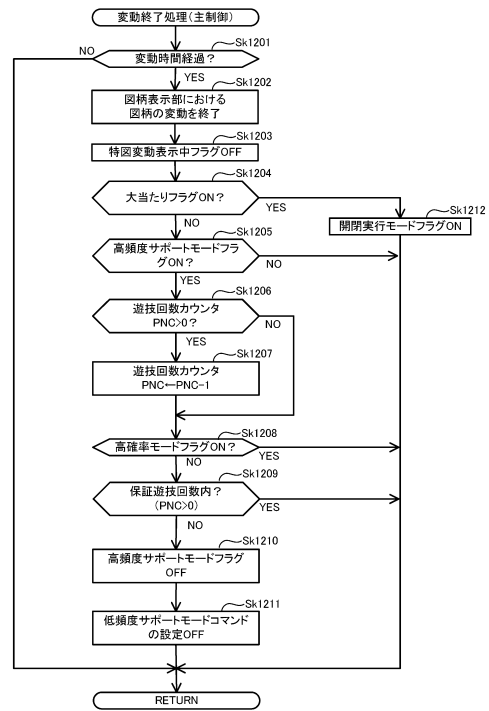 変動終了処理(主制御)
Sk1201
NO
変動時間経過?
YES
Sk1202
図柄表示部における
図柄の変動を終了
Sk1203
特図変動表示中フラグOFF
Sk1204
大当たりフラグON?
YES
Sk1212
開閉実行モードフラグON
NO
Sk1205
高頻度サポートモードフラ
グON?
NO
YES
Sk1206
遊技回数カウンタ
PNC>0?
NO
YES
Sk1207
遊技回数カウンタ
PNC←PNC-1
Sk1208
高確率モードフラグON?
YES
NO
Sk1209
保証遊技回数内?
(PNC>0)
YES
NO
Sk1210
高頻度サポートモードフラグ
OFF
Sk1211
低頻度サポートモードコマンド
の設定OFF
RETURN